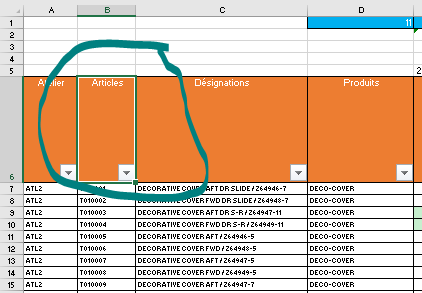 A B C D
1 11
2
3
4
5 2
6 Atelier Articles Désignations Produits
7 ATL2 DECORATIVE COVER AFT DR SLIDE / Z64946-7 DECO-COVER
8 ATL2 T010002 DECORATIVE COVER FWD DR SLIDE / Z64948-7 DECO-COVER
9 ATL2 T010003 DECORATIVE COVER AFT DR S-R / Z64947-11 DECO-COVER
10 ATL2 T010004 DECORATIVE COVER FWD DR S-R / Z64949-11 DECO-COVER
11 ATL2 T010005 DECORATIVE COVER AFT / Z64946-5 DECO-COVER
12 ATL2 T010006 DECORATIVE COVER FWD / Z64948-5 DECO-COVER
13 ATL2 T010007 DECORATIVE COVER AFT / Z64947-5 DECO-COVER
14 ATL2 T010008 DECORATIVE COVER FWD / Z64949-5 DECO-COVER
15 ATL2 T010009 DECORATIVE COVER AFT DR SLIDE / Z64947-7 DECO-COVER